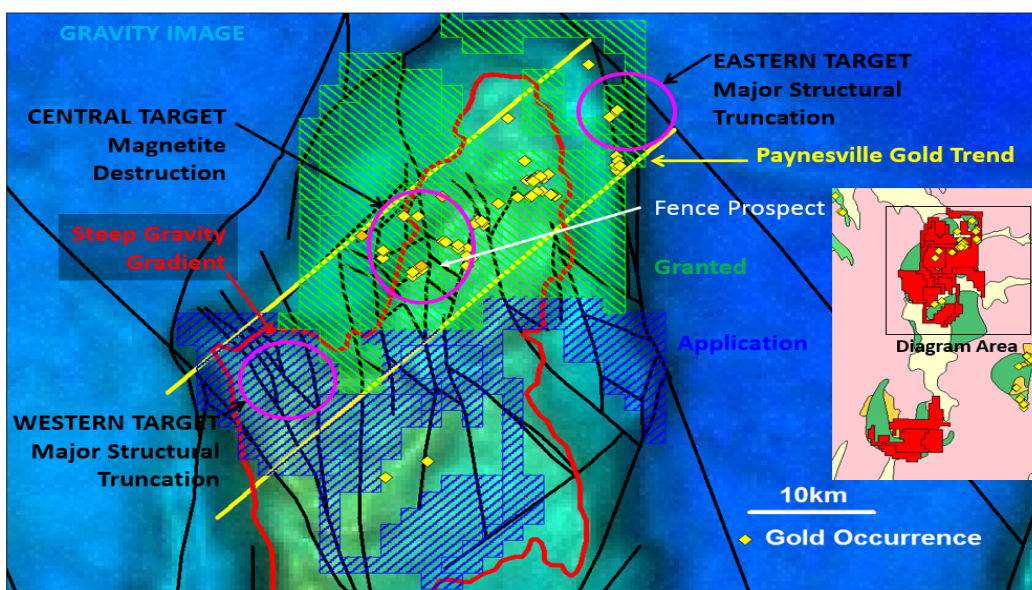 GRAVITY IMAGE
EASTERN TARGET
Major Structural
Truncation
CENTRAL TARGET
Magnetite
Destruction
Paynesville Gold Trend
Fence Prospect
Steep Gravity
Gradient
Granted
Application
Diagram Area
WESTERN TARGET
Major Structural
Truncation
10km
Gold Occurrence